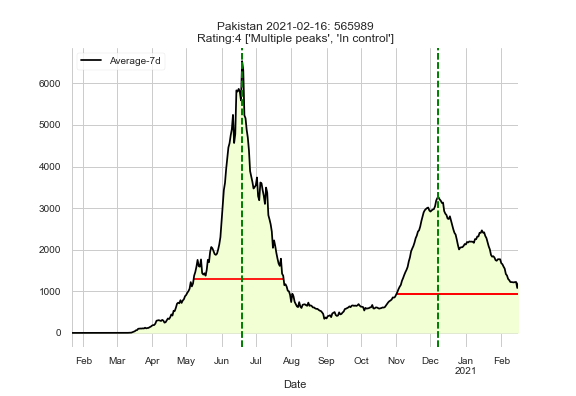 Pakistan 2021-02-16: 565989
Rating:4 ['Multiple peaks', 'In control']
Average-7d
6000
5000
4000
3000
2000
1000
0
Feb Mar Apr May Jun Jul Aug Sep Oct Nov Dec Jan Feb
2021
Date